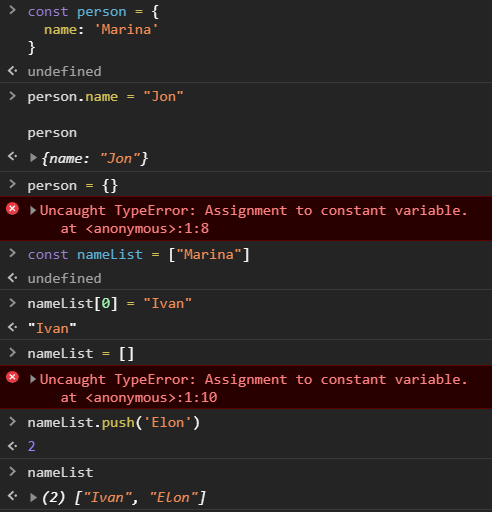 > const person = {
name: 'Marina'
}
undefined
> person.name = "Jon"
person
{name: "Jon"}
> person = {}
Uncaught TypeError: Assignment to constant variable.
at <anonymous>:1:8
> const nameList = ["Marina"]
undefined
> nameList[0] = "Ivan"
"Ivan"
> nameList = []
Uncaught TypeError: Assignment to constant variable.
at <anonymous>:1:10
> nameList.push('Elon')
2
> nameList
(2) ["Ivan", "Elon"]